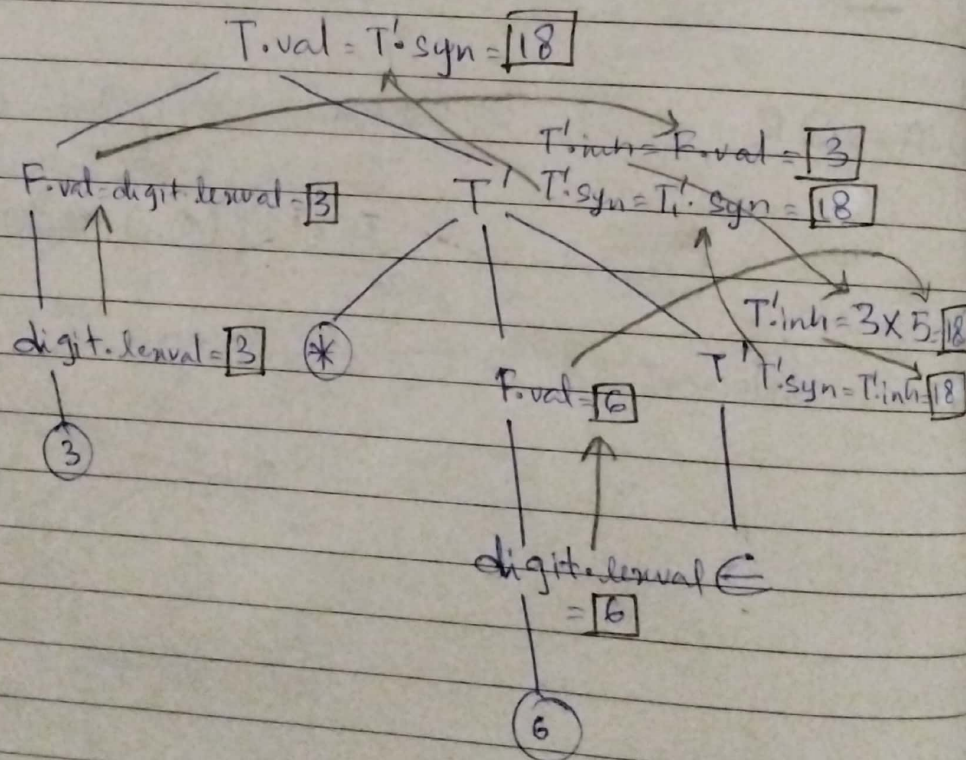 T.val = T'.syn = 18
T'.inh = F.val = 3
F.val = digit.lexval = 3
T'
T'.syn = T₁'.syn = 18
T'.inh = 3 × 5 = 18
digit.lexval = 3
*
T'
T'.syn = T'.inh = 18
F.val = 6
3
digit.lexval
∈
= 6
6